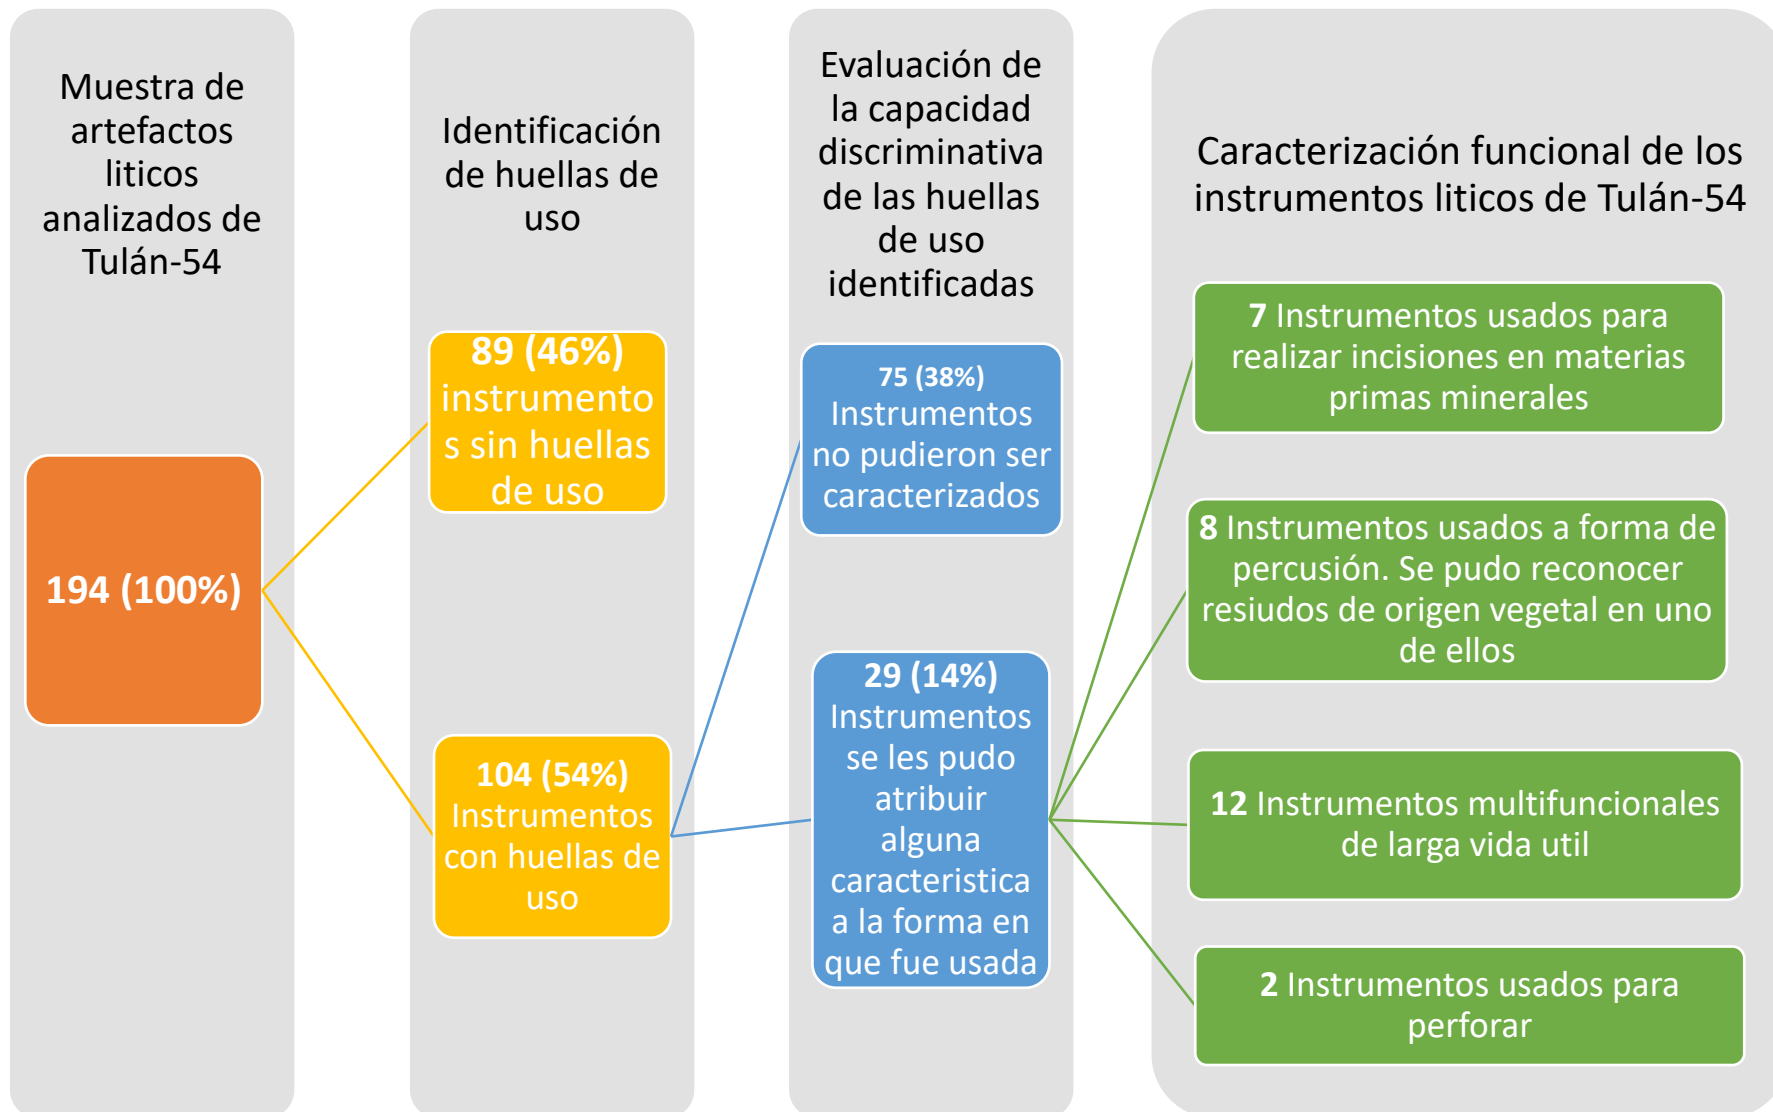 Muestra de
artefactos
liticos
analizados de
Tulán-54
194 (100%)
Identificación
de huellas de
uso
89 (46%)
instrumento
s sin huellas
de uso
104 (54%)
Instrumentos
con huellas de
uso
Evaluación de
la capacidad
discriminativa
de las huellas
de uso
identificadas
75 (38%)
Instrumentos
no pudieron ser
caracterizados
29 (14%)
Instrumentos
se les pudo
atribuir
alguna
caracteristica
a la forma en
que fue usada
Caracterización funcional de los
instrumentos liticos de Tulán-54
7 Instrumentos usados para
realizar incisiones en materias
primas minerales
8 Instrumentos usados a forma de
percusión. Se pudo reconocer
resiudos de origen vegetal en uno
de ellos
12 Instrumentos multifuncionales
de larga vida util
2 Instrumentos usados para
perforar